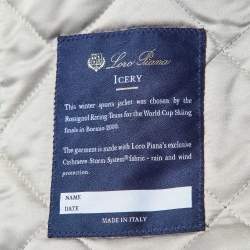 Loro Piana
ICERY
This winter sports jacket was chosen by the
Rossignol Racing Team for the World Cup Skiing
finals in Bormio 2000.
The garment is made with Loro Piana's exclusive
Cashmere Storm System® fabric - rain and wind
protection.
NAME
DATE
MADE IN ITALY